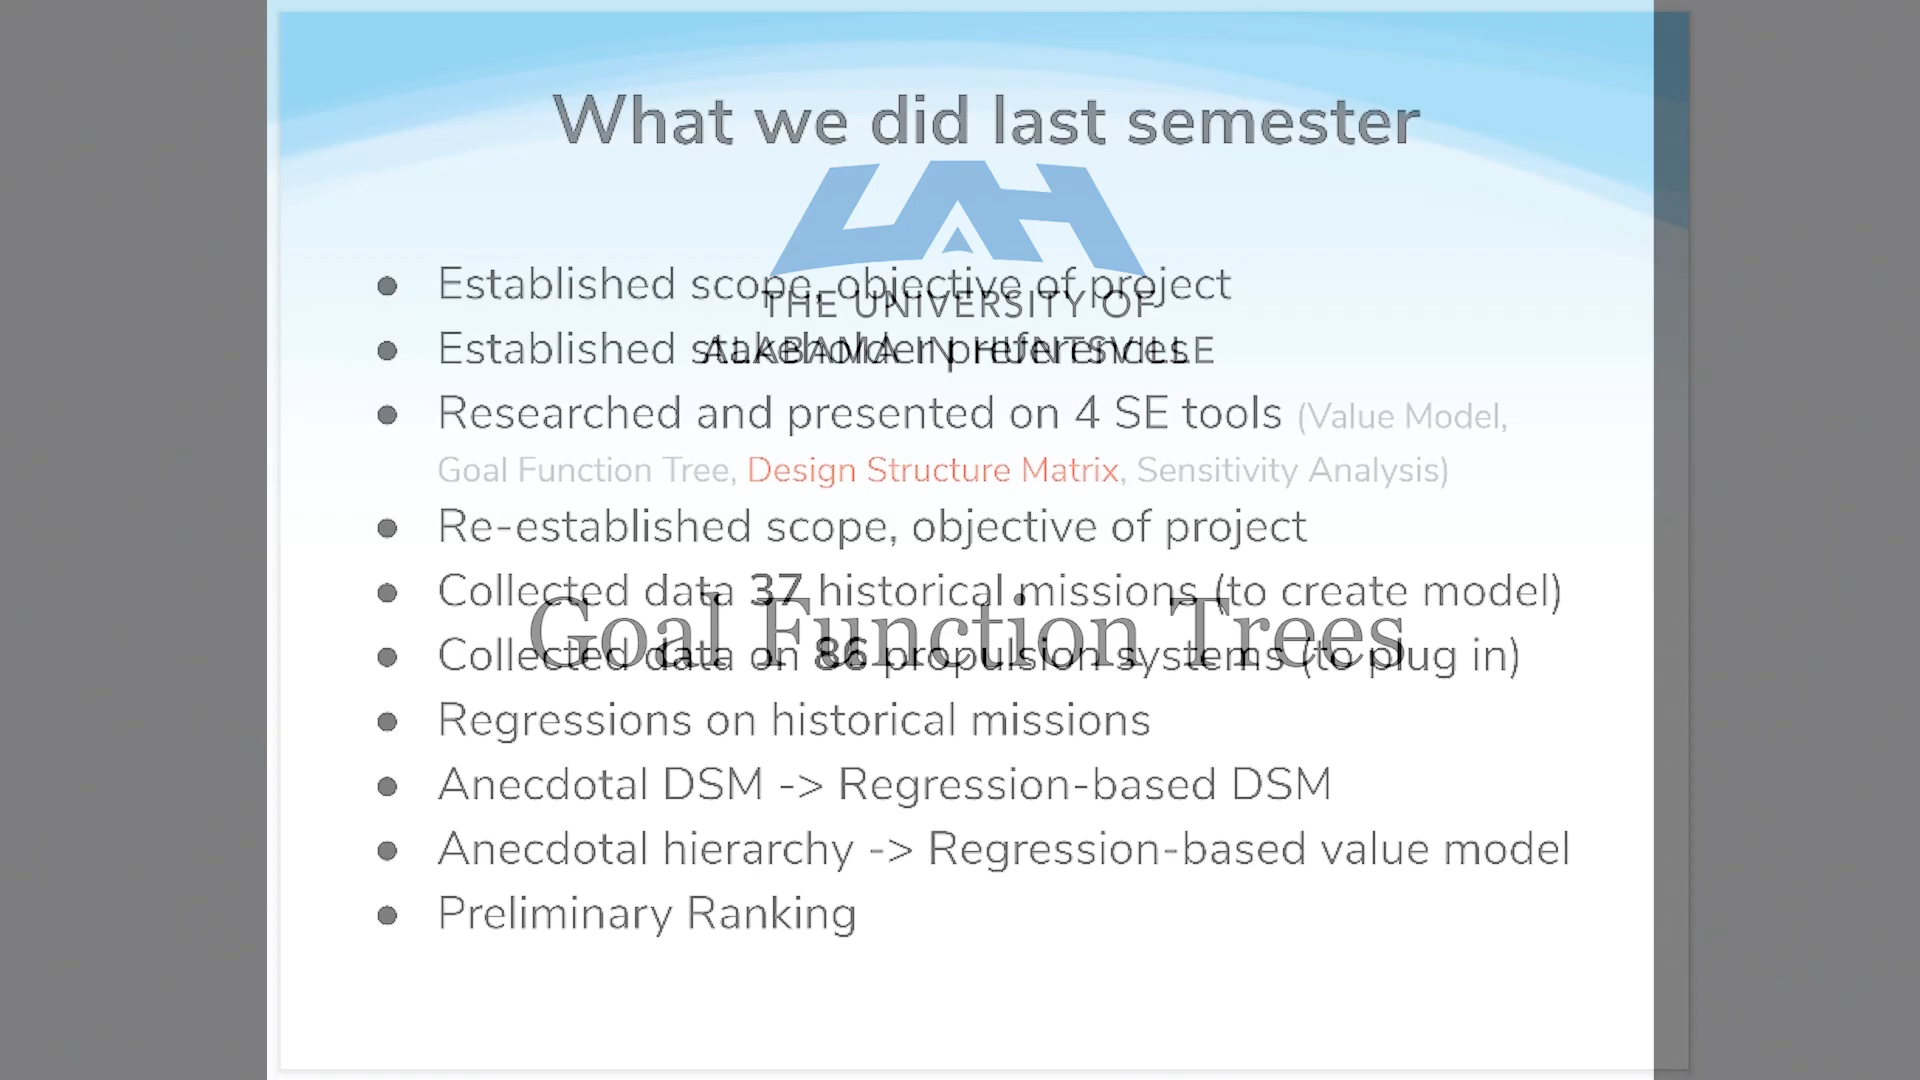 What we did last semester
THE UNIVERSITY OF
ALABAMA IN HUNTSVILLE
● Established scope, objective of project
● Established stakeholder preferences
● Researched and presented on 4 SE tools (Value Model,
Goal Function Tree, Design Structure Matrix, Sensitivity Analysis)
● Re-established scope, objective of project
● Collected data 37 historical missions (to create model)
Goal Function Trees
● Collected data on 86 propulsion systems (to plug in)
● Regressions on historical missions
● Anecdotal DSM -> Regression-based DSM
● Anecdotal hierarchy -> Regression-based value model
● Preliminary Ranking